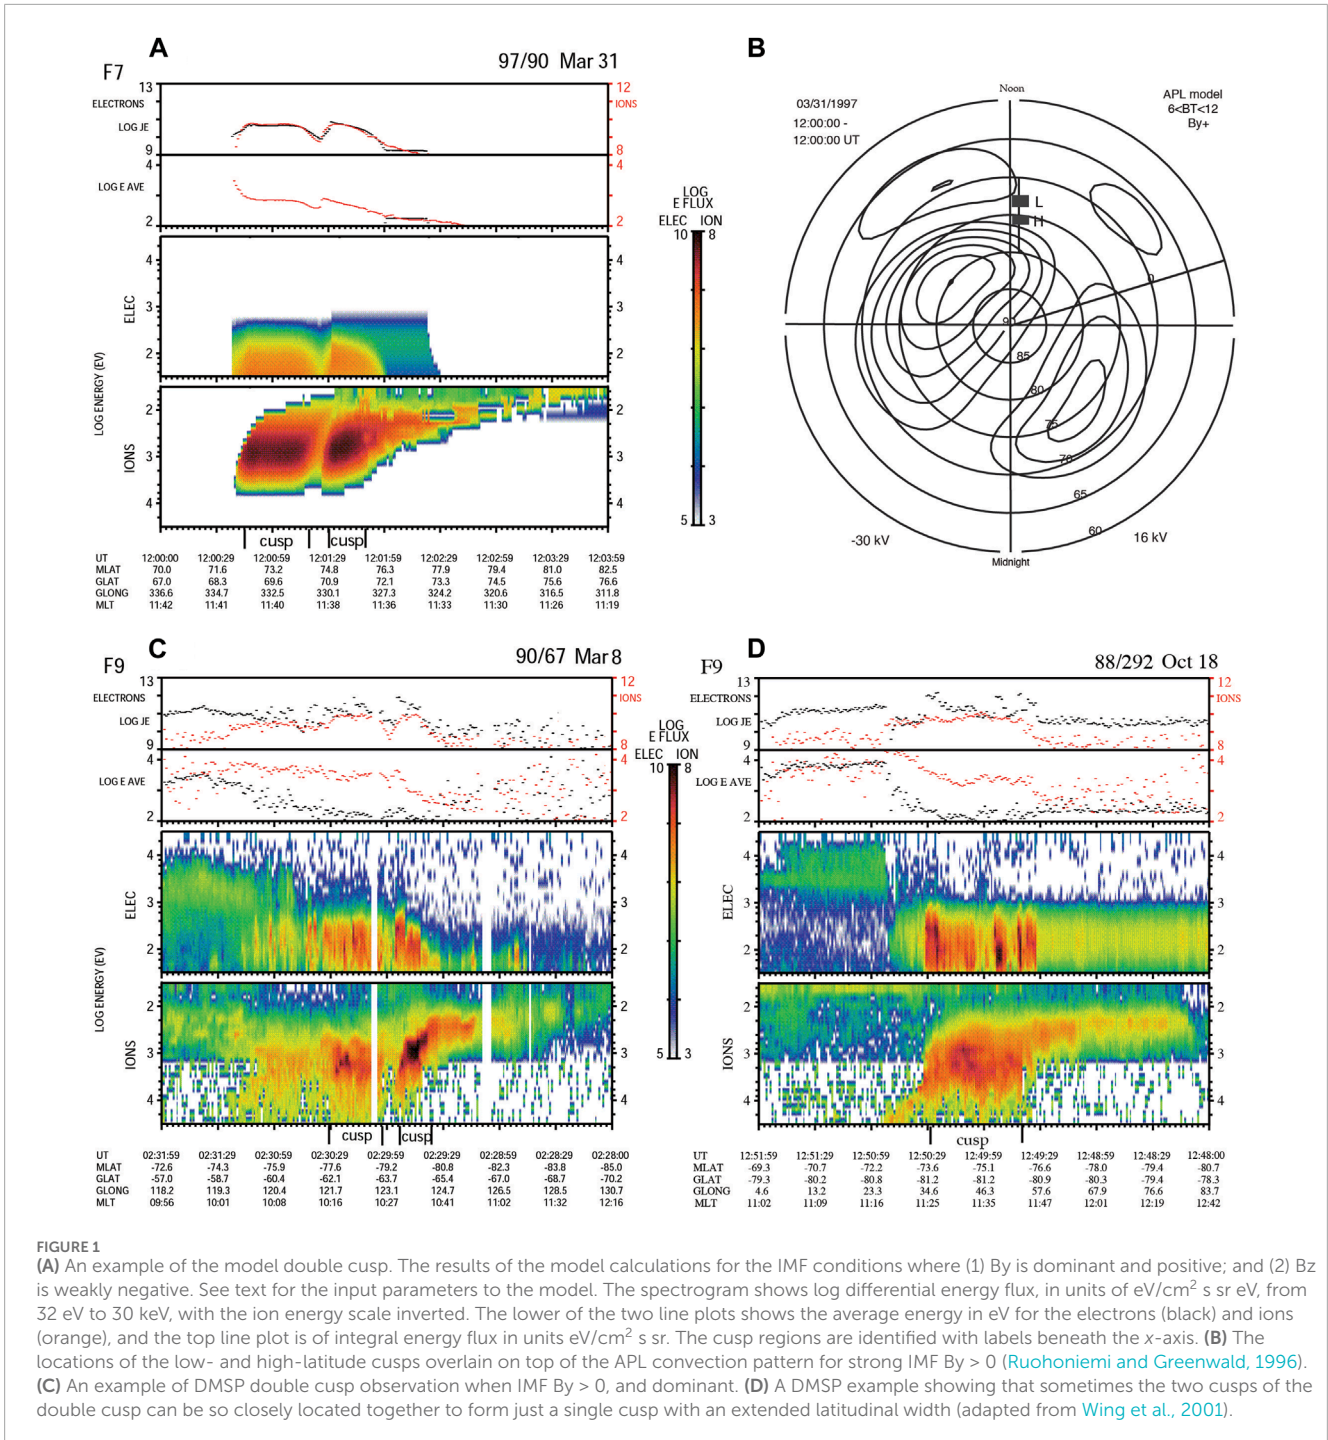 A
F7
97/90 Mar 31
13
12
ELECTRONS
IONS
LOG JE
9
8
4
4
LOG E AVE
2
2
4
4
ELEC
3
3
2
2
LOG ENERGY (EV)
2
2
IONS
3
3
4
4
cusp
cusp
UT 12:00:00 12:00:29 12:00:59 12:01:29 12:01:59 12:02:29 12:02:59 12:03:29 12:03:59
MLAT 70.0 71.6 73.2 74.8 76.3 77.9 79.4 81.0 82.5
GLAT 67.0 68.3 69.6 70.9 72.1 73.3 74.5 75.6 76.6
GLONG 336.6 334.7 332.5 330.1 327.3 324.2 320.6 316.5 311.8
MLT 11:42 11:41 11:40 11:38 11:36 11:33 11:30 11:26 11:19
LOG
E FLUX
ELEC ION
10 8
5 3
B
Noon
03/31/1997
12:00:00 -
12:00:00 UT
APL model
6<BT<12
By+
L
H
0
90
85
80
75
70
65
60
-30 kV
16 kV
Midnight
C
F9
90/67 Mar 8
13
12
ELECTRONS
IONS
LOG JE
9
8
4
4
LOG E AVE
2
2
4
4
ELEC
3
3
2
2
LOG ENERGY (EV)
2
2
IONS
3
3
4
4
cusp
cusp
UT 02:31:59 02:31:29 02:30:59 02:30:29 02:29:59 02:29:29 02:28:59 02:28:29 02:28:00
MLAT -72.6 -74.3 -75.9 -77.6 -79.2 -80.8 -82.3 -83.8 -85.0
GLAT -57.0 -58.7 -60.4 -62.1 -63.7 -65.4 -67.0 -68.7 -70.2
GLONG 118.2 119.3 120.4 121.7 123.1 124.7 126.5 128.5 130.7
MLT 09:56 10:01 10:08 10:16 10:27 10:41 11:02 11:32 12:16
LOG
E FLUX
ELEC ION
10 8
5 3
D
F9
88/292 Oct 18
13
12
ELECTRONS
IONS
LOG JE
9
8
4
4
LOG E AVE
2
2
4
4
ELEC
3
3
2
2
2
2
IONS
3
3
4
4
cusp
UT 12:51:59 12:51:29 12:50:59 12:50:29 12:49:59 12:49:29 12:48:59 12:48:29 12:48:00
MLAT -69.3 -70.7 -72.2 -73.6 -75.1 -76.6 -78.0 -79.4 -80.7
GLAT -79.3 -80.2 -80.8 -81.2 -81.2 -80.9 -80.3 -79.4 -78.3
GLONG 4.6 13.2 23.3 34.6 46.3 57.6 67.9 76.6 83.7
MLT 11:02 11:09 11:16 11:25 11:35 11:47 12:01 12:19 12:42
FIGURE 1
(A) An example of the model double cusp. The results of the model calculations for the IMF conditions where (1) By is dominant and positive; and (2) Bz
is weakly negative. See text for the input parameters to the model. The spectrogram shows log differential energy flux, in units of eV/cm² s sr eV, from
32 eV to 30 keV, with the ion energy scale inverted. The lower of the two line plots shows the average energy in eV for the electrons (black) and ions
(orange), and the top line plot is of integral energy flux in units eV/cm² s sr. The cusp regions are identified with labels beneath the x-axis. (B) The
locations of the low- and high-latitude cusps overlain on top of the APL convection pattern for strong IMF By > 0 (Ruohoniemi and Greenwald, 1996).
(C) An example of DMSP double cusp observation when IMF By > 0, and dominant. (D) A DMSP example showing that sometimes the two cusps of the
double cusp can be so closely located together to form just a single cusp with an extended latitudinal width (adapted from Wing et al., 2001).